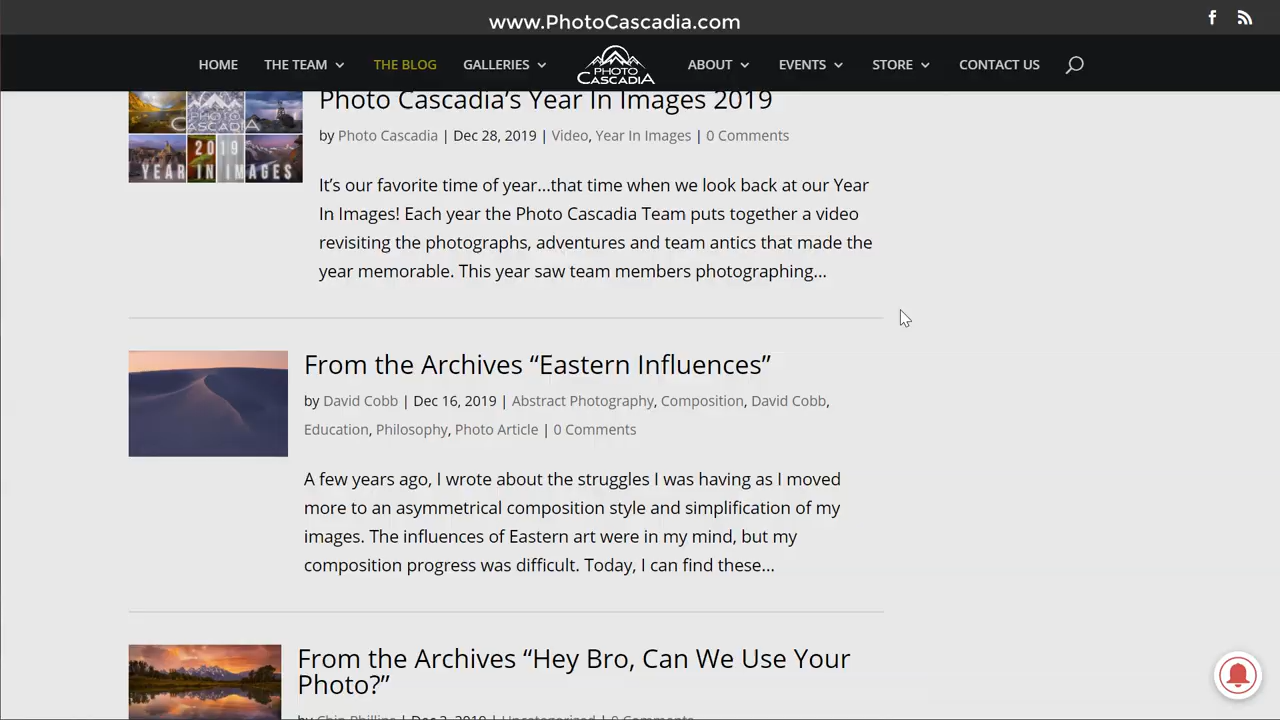 www.PhotoCascadia.com
HOME THE TEAM THE BLOG GALLERIES PHOTO CASCADIA ABOUT EVENTS STORE CONTACT US
Photo Cascadia’s Year In Images 2019
by Photo Cascadia | Dec 28, 2019 | Video, Year In Images | 0 Comments
PHOTO
CASCADIA
2019
YEAR IN IMAGES
It’s our favorite time of year...that time when we look back at our Year
In Images! Each year the Photo Cascadia Team puts together a video
revisiting the photographs, adventures and team antics that made the
year memorable. This year saw team members photographing...
From the Archives “Eastern Influences”
by David Cobb | Dec 16, 2019 | Abstract Photography, Composition, David Cobb,
Education, Philosophy, Photo Article | 0 Comments
A few years ago, I wrote about the struggles I was having as I moved
more to an asymmetrical composition style and simplification of my
images. The influences of Eastern art were in my mind, but my
composition progress was difficult. Today, I can find these...
From the Archives “Hey Bro, Can We Use Your
Photo?”
by Chip Phillips | Dec 2, 2019 | Uncategorized | 0 Comments